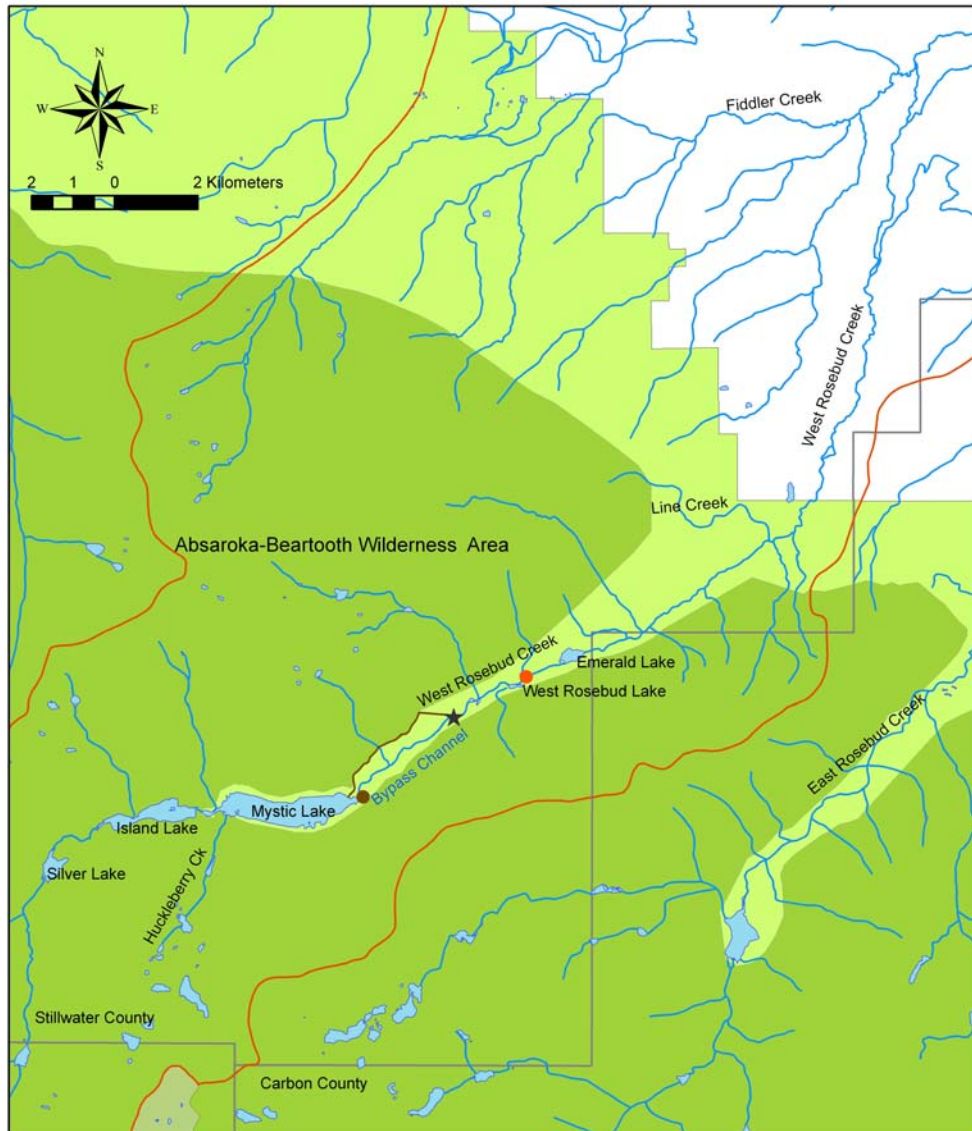 N
W
E
S
2 1 0 2 Kilometers
Fiddler Creek
West Rosebud Creek
Line Creek
Absaroka-Beartooth Wilderness Area
West Rosebud Creek
Emerald Lake
West Rosebud Lake
Bypass Channel
East Rosebud Creek
Mystic Lake
Island Lake
Silver Lake
Huckleberry Ck
Stillwater County
Carbon County